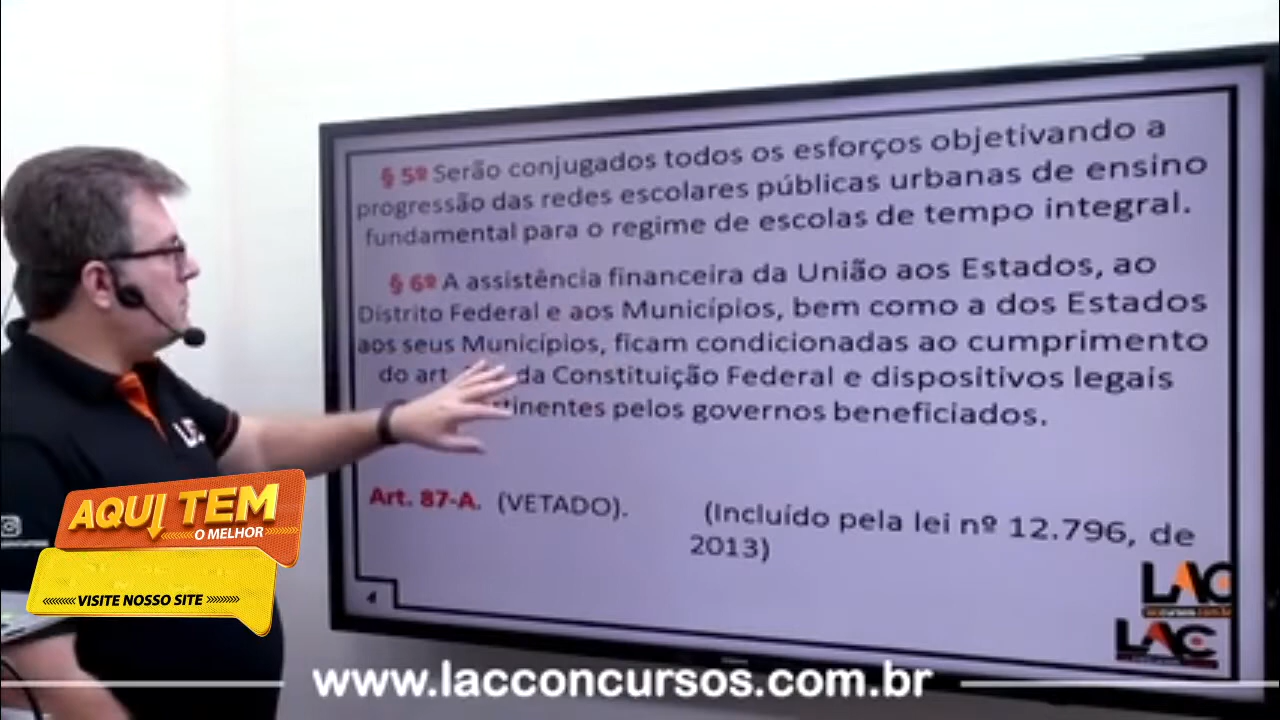 § 5º Serão conjugados todos os esforços objetivando a
progressão das redes escolares públicas urbanas de ensino
fundamental para o regime de escolas de tempo integral.
§ 6º A assistência financeira da União aos Estados, ao
Distrito Federal e aos Municípios, bem como a dos Estados
aos seus Municípios, ficam condicionadas ao cumprimento
do art. da Constituição Federal e dispositivos legais
tinentes pelos governos beneficiados.
Art. 87-A. (VETADO). (Incluído pela lei nº 12.796, de
2013)
4
LAC
LAC
AQUI TEM
O MELHOR
VISITE NOSSO SITE
www.lacconcursos.com.br